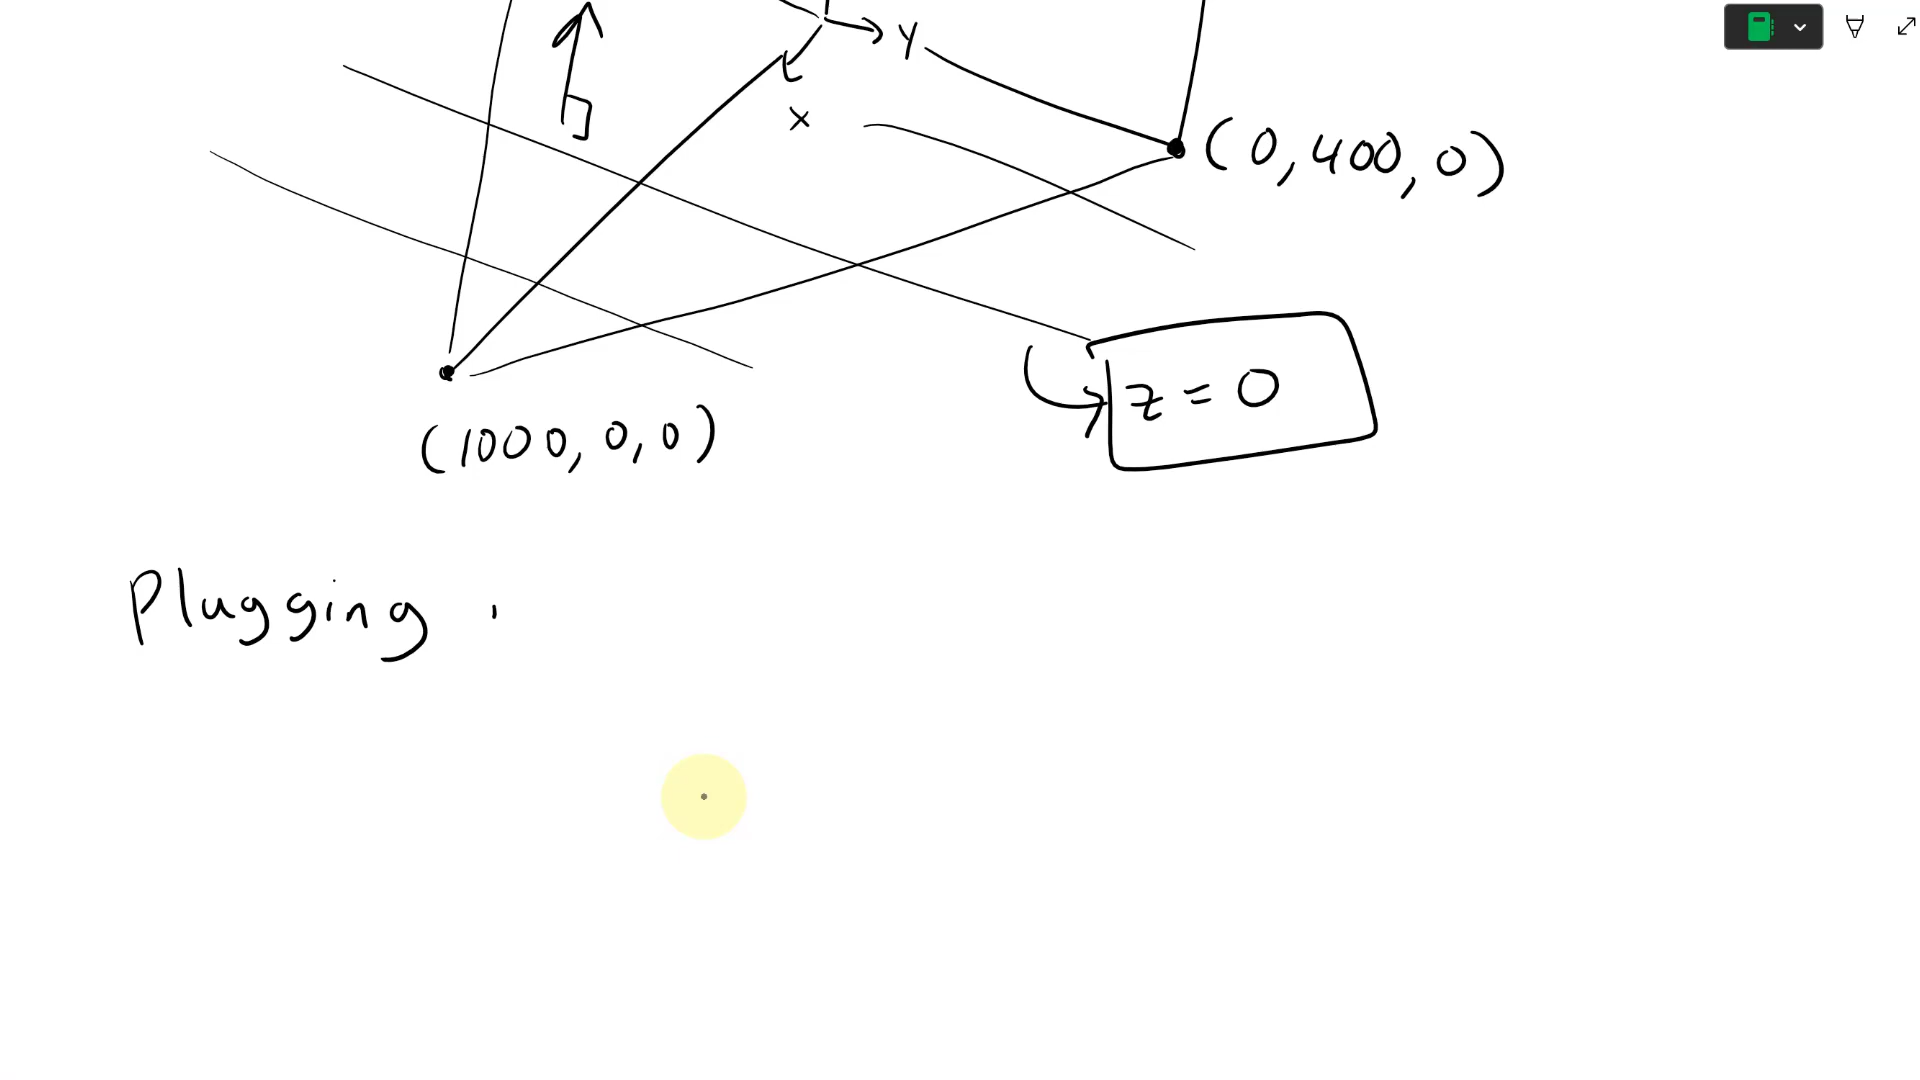 Y
X
(0,400,0)
z = 0
(1000,0,0)
Plugging